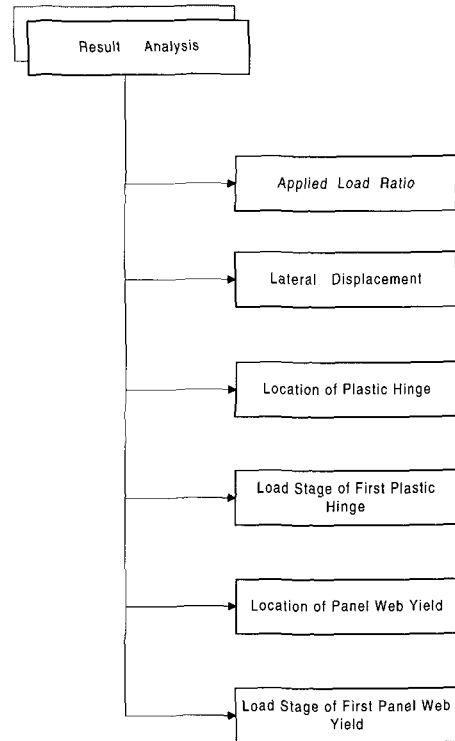 Result Analysis
Applied Load Ratio
Lateral Displacement
Location of Plastic Hinge
Load Stage of First Plastic
Hinge
Location of Panel Web Yield
Load Stage of First Panel Web
Yield